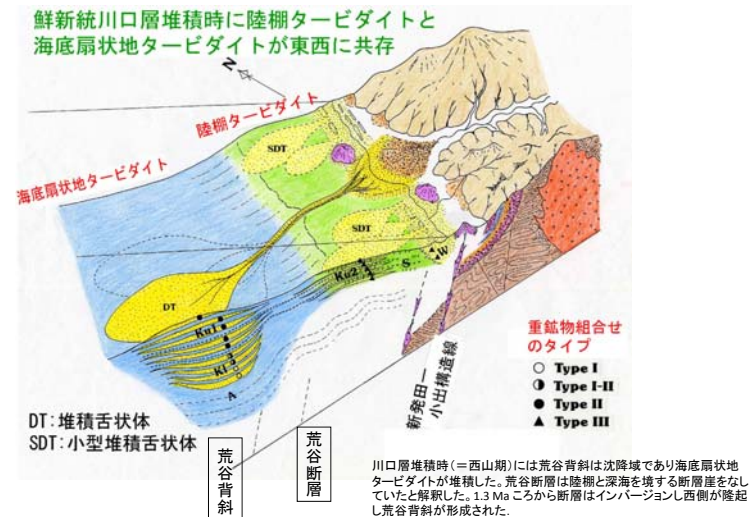 鮮新統川口層堆積時に陸棚タービダイトと
海底扇状地タービダイトが東西に共存
N
陸棚タービダイト
海底扇状地タービダイト
SDT
SDT
DT
Ku2
S
W
Ku1
Kl
A
新発田ー
小出構造線
重鉱物組合せ
のタイプ
○ Type I
◑ Type I-II
● Type II
▲ Type III
DT:堆積舌状体
SDT:小型堆積舌状体
荒谷背斜
荒谷断層
川口層堆積時(=西山期)には荒谷背斜は沈降域であり海底扇状地
タービダイトが堆積した。荒谷断層は陸棚と深海を境する断層崖をなし
ていたと解釈した。1.3 Ma ころから断層はインバージョンし西側が隆起
し荒谷背斜が形成された.